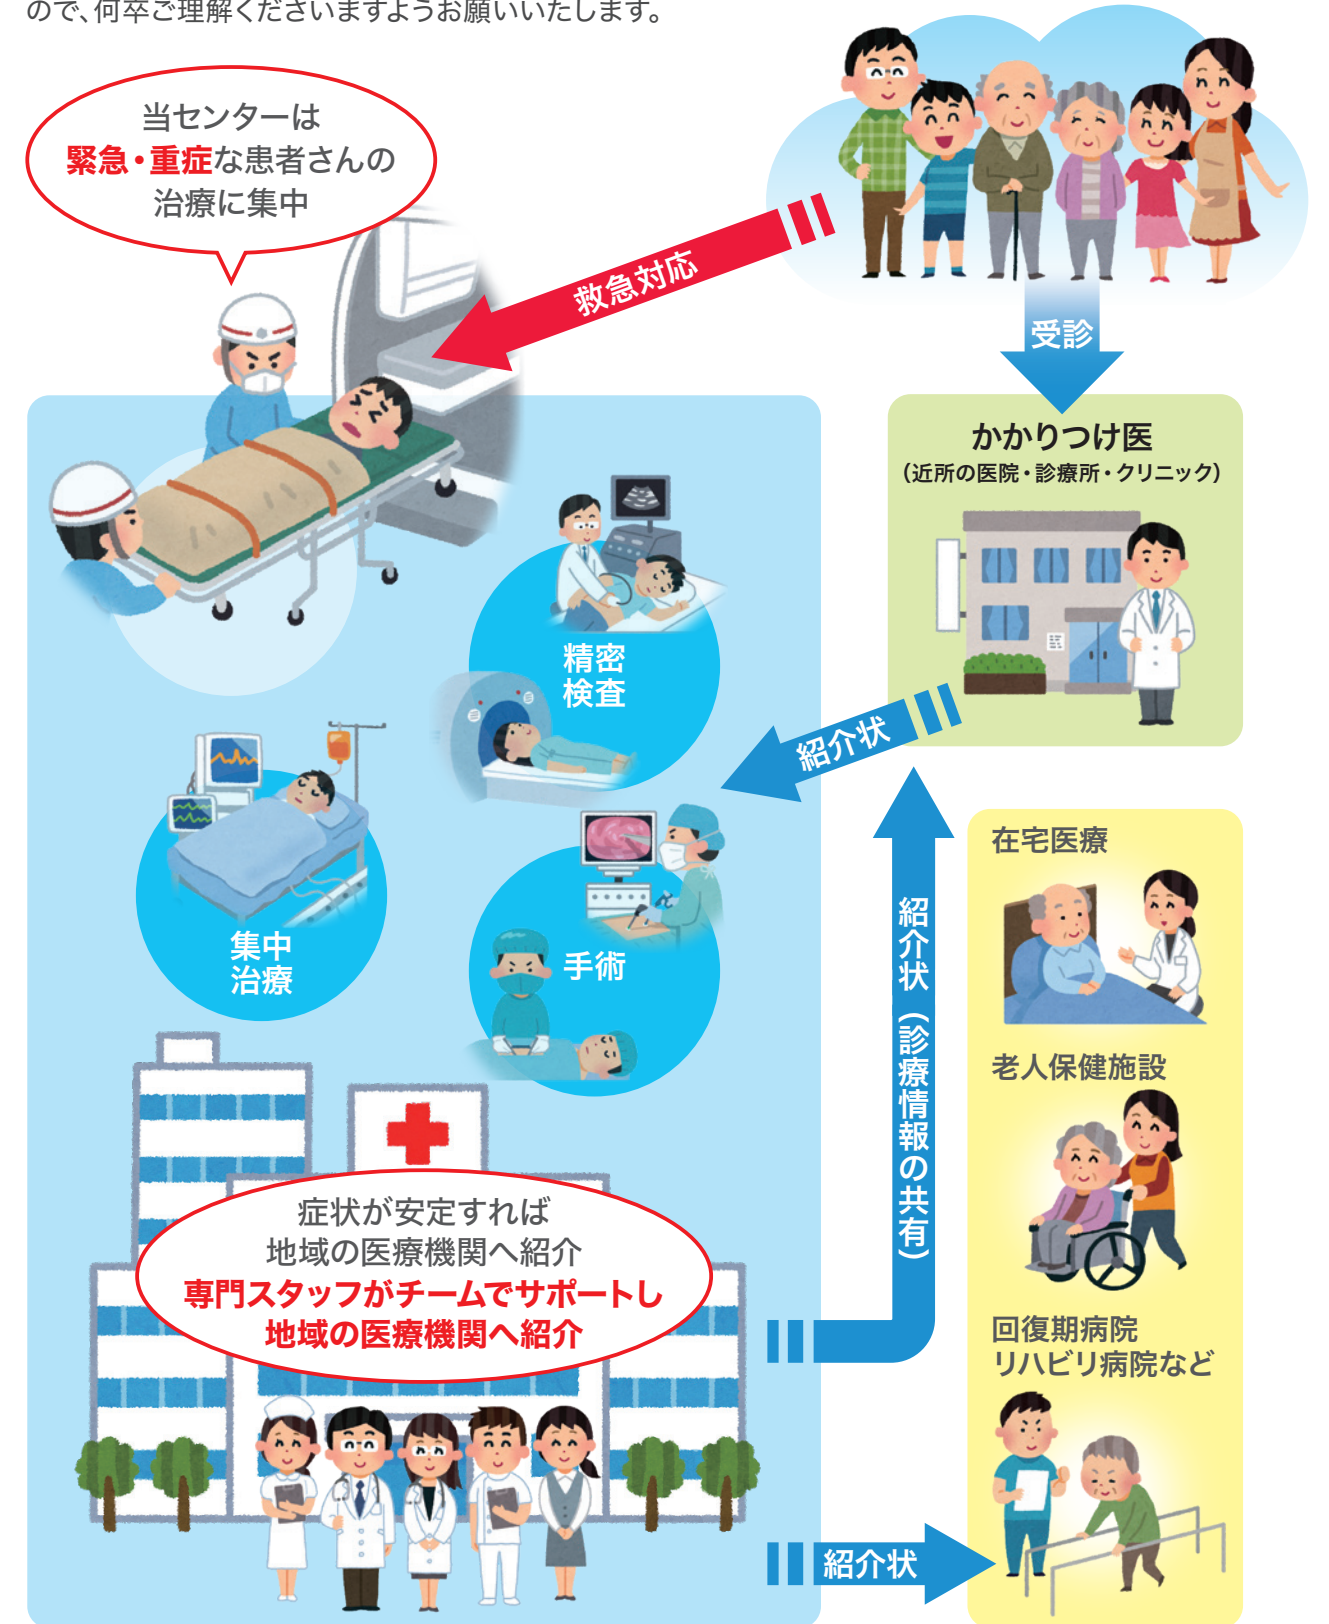 ので、何卒ご理解くださいますようお願いいたします。
当センターは
緊急・重症な患者さんの
治療に集中
救急対応
受診
かかりつけ医
（近所の医院・診療所・クリニック）
精密
検査
紹介状
集中
治療
手術
在宅医療
老人保健施設
回復期病院
リハビリ病院など
紹介状（診療情報の共有）
症状が安定すれば
地域の医療機関へ紹介
専門スタッフがチームでサポートし
地域の医療機関へ紹介
紹介状